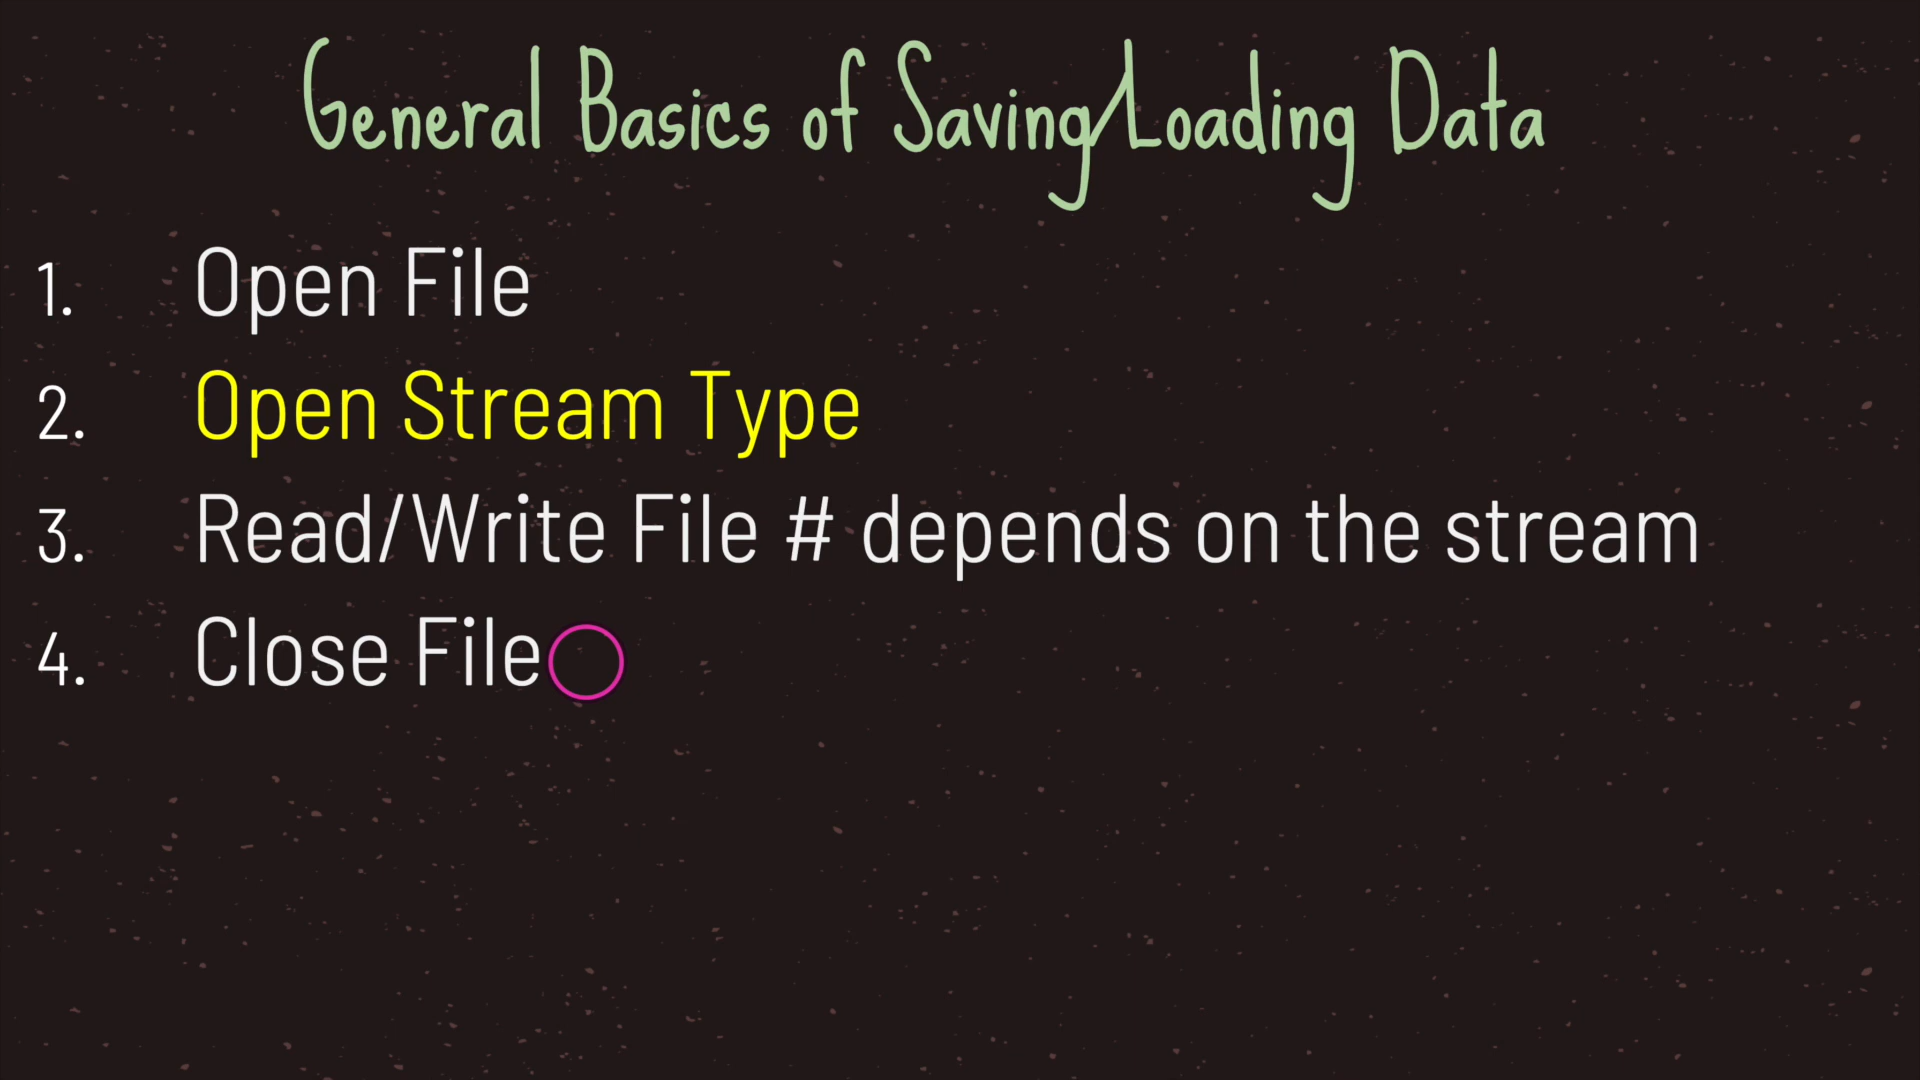 General Basics of Saving/Loading Data
1. Open File
2. Open Stream Type
3. Read/Write File # depends on the stream
4. Close File